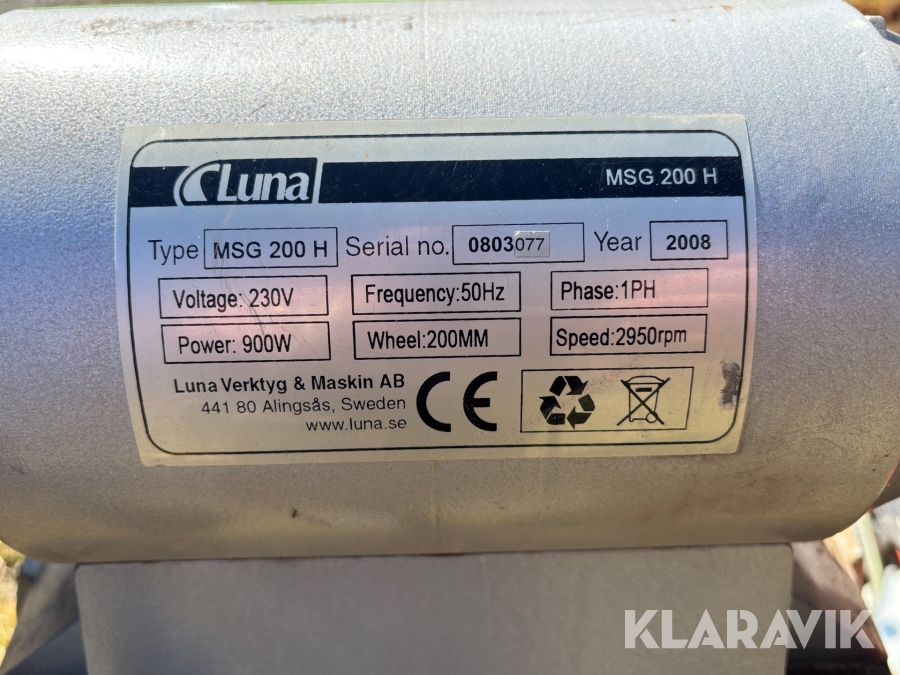 Luna MSG 200 H
Type MSG 200 H Serial no. 0803077 Year 2008
Voltage: 230V Frequency:50Hz Phase:1PH
Power: 900W Wheel:200MM Speed:2950rpm
Luna Verktyg & Maskin AB
441 80 Alingsås, Sweden
www.luna.se
CE
KLARAVIK